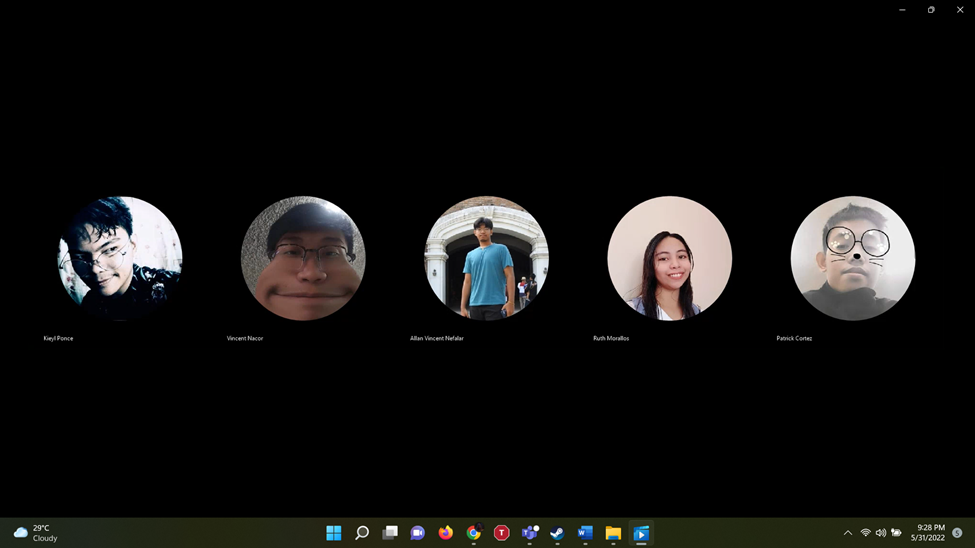 Kieyl Ponce
Vincent Nacor
Allan Vincent Nefalar
Ruth Morallos
Patrick Cortez
29°C
Cloudy
T
W
9:28 PM
5/31/2022
5